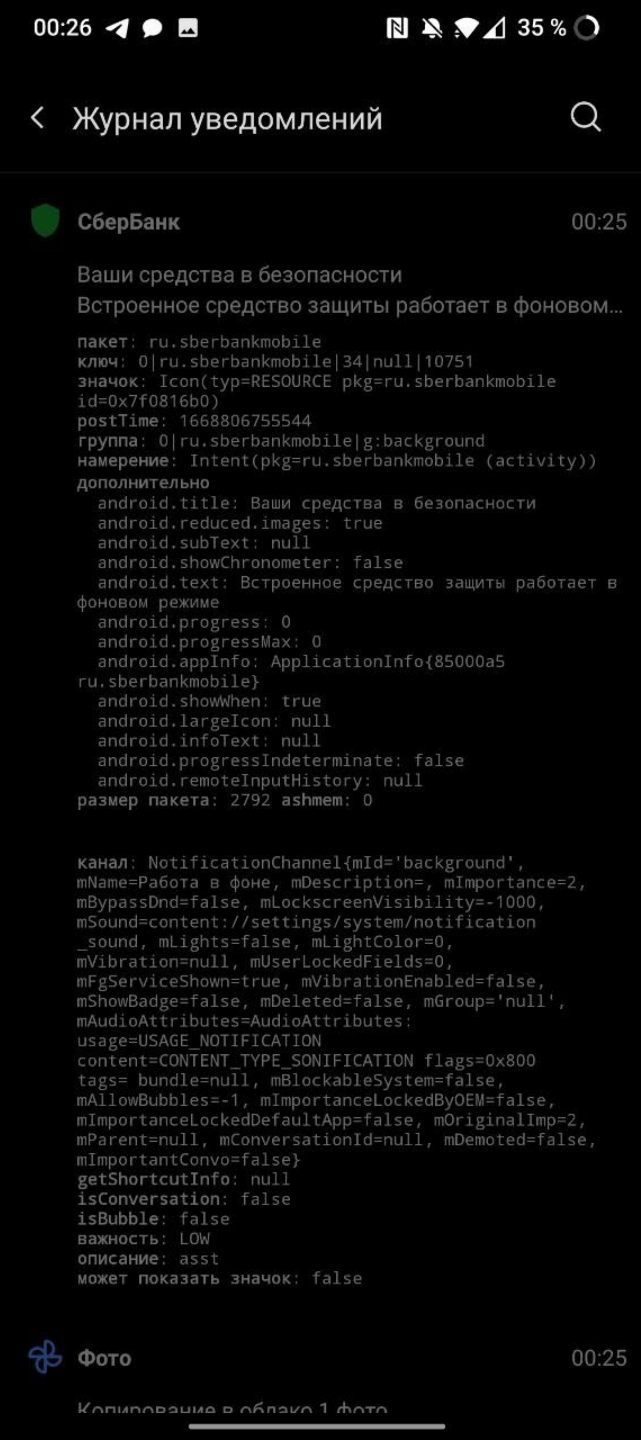 00:26 35 %
Журнал уведомлений
СберБанк 00:25
Ваши средства в безопасности
Встроенное средство защиты работает в фоновом...
пакет: ru.sberbankmobile
ключ: 0|ru.sberbankmobile|34|null|10751
значок: Icon(typ=RESOURCE pkg=ru.sberbankmobile
id=0x7f0816b0)
postTime: 1668806755544
группа: 0|ru.sberbankmobile|g:background
намерение: Intent(pkg=ru.sberbankmobile (activity))
дополнительно
android.title: Ваши средства в безопасности
android.reduced.images: true
android.subText: null
android.showChronometer: false
android.text: Встроенное средство защиты работает в
фоновом режиме
android.progress: 0
android.progressMax: 0
android.appInfo: ApplicationInfo{85000a5
ru.sberbankmobile}
android.showWhen: true
android.largeIcon: null
android.infoText: null
android.progressIndeterminate: false
android.remoteInputHistory: null
размер пакета: 2792 ashmem: 0
канал: NotificationChannel{mId='background',
mName=Работа в фоне, mDescription=, mImportance=2,
mBypassDnd=false, mLockscreenVisibility=-1000,
mSound=content://settings/system/notification
_sound, mLights=false, mLightColor=0,
mVibration=null, mUserLockedFields=0,
mFgServiceShown=true, mVibrationEnabled=false,
mShowBadge=false, mDeleted=false, mGroup='null',
mAudioAttributes=AudioAttributes:
usage=USAGE_NOTIFICATION
content=CONTENT_TYPE_SONIFICATION flags=0x800
tags= bundle=null, mBlockableSystem=false,
mAllowBubbles=-1, mImportanceLockedByOEM=false,
mImportanceLockedDefaultApp=false, mOriginalImp=2,
mParent=null, mConversationId=null, mDemoted=false,
mImportantConvo=false}
getShortcutInfo: null
isConversation: false
isBubble: false
важность: LOW
описание: asst
может показать значок: false
Фото 00:25
Копирование в облако 1 фото